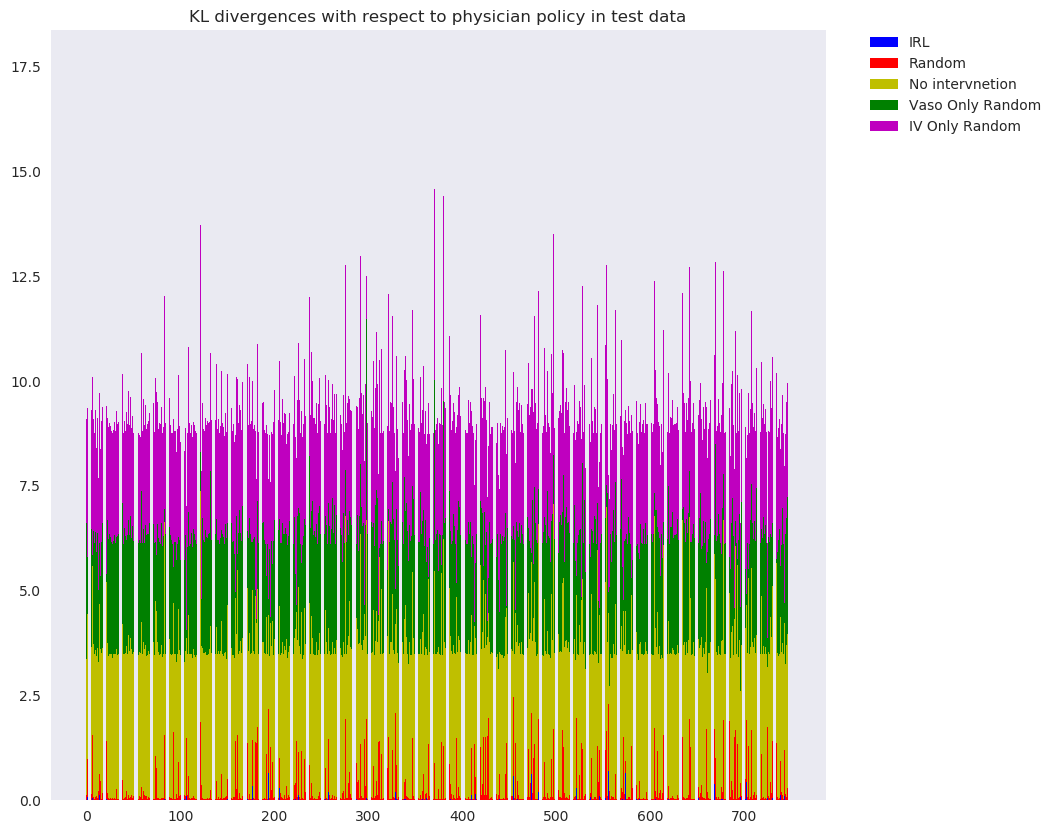 KL divergences with respect to physician policy in test data
17.5
15.0
12.5
10.0
7.5
5.0
2.5
0.0
0 100 200 300 400 500 600 700
IRL
Random
No intervnetion
Vaso Only Random
IV Only Random